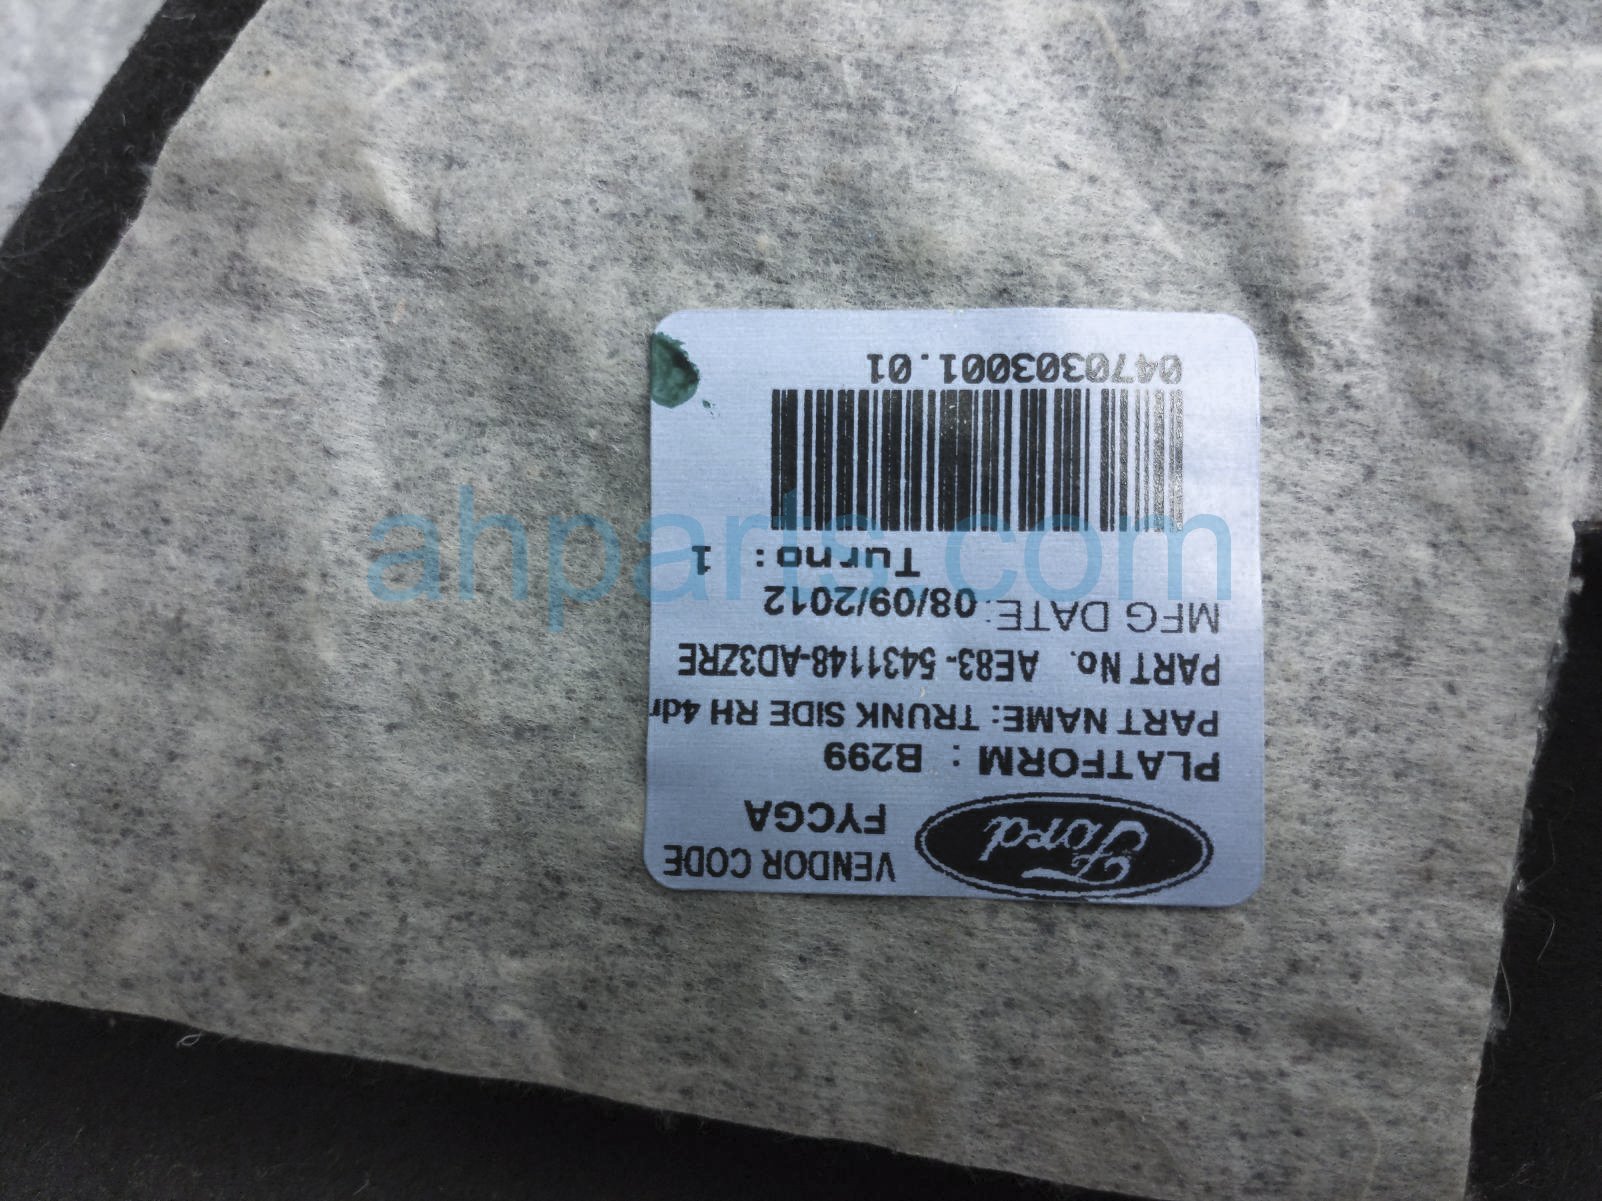 Ford
VENDOR CODE
FYCGA
PLATFORM : B299
PART NAME: TRUNK SIDE RH 4dr
PART No. AE83- 5431148-AD3ZRE
MFG DATE: 08/09/2012
Turno: 1
0470303001.01
ahparts.com